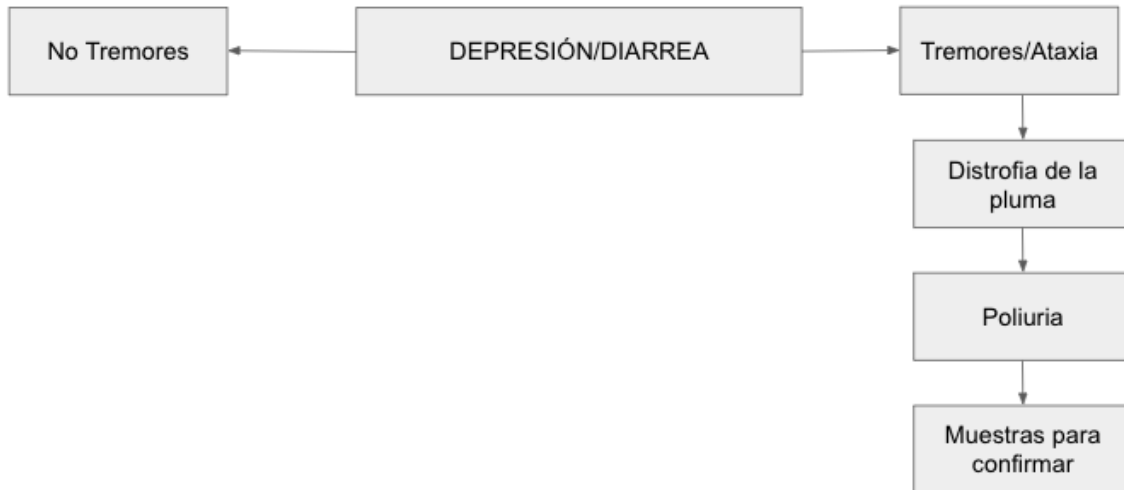 No Tremores
DEPRESIÓN/DIARREA
Tremores/Ataxia
Distrofia de la
pluma
Poliuria
Muestras para
confirmar